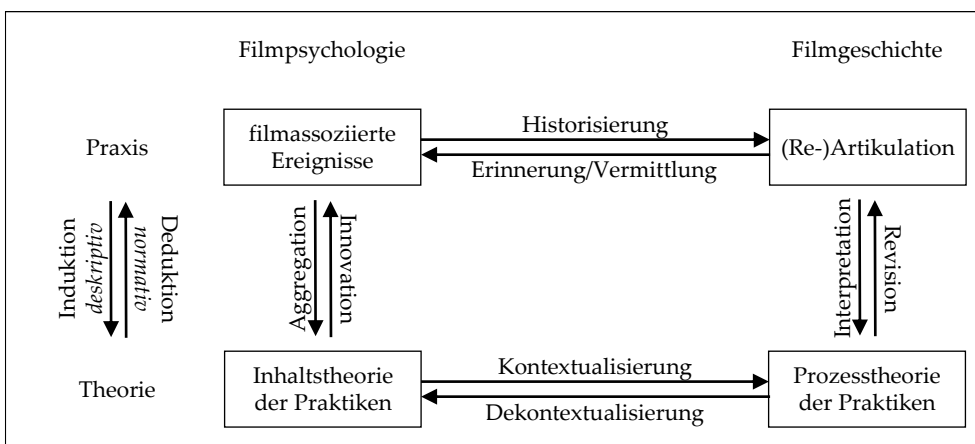 Filmpsychologie
Filmgeschichte
Praxis
filmassoziierte
Ereignisse
Historisierung
Erinnerung/Vermittlung
(Re-)Artikulation
Induktion
deskriptiv
Deduktion
normativ
Aggregation
Innovation
Interpretation
Revision
Theorie
Inhaltstheorie
der Praktiken
Kontextualisierung
Dekontextualisierung
Prozesstheorie
der Praktiken